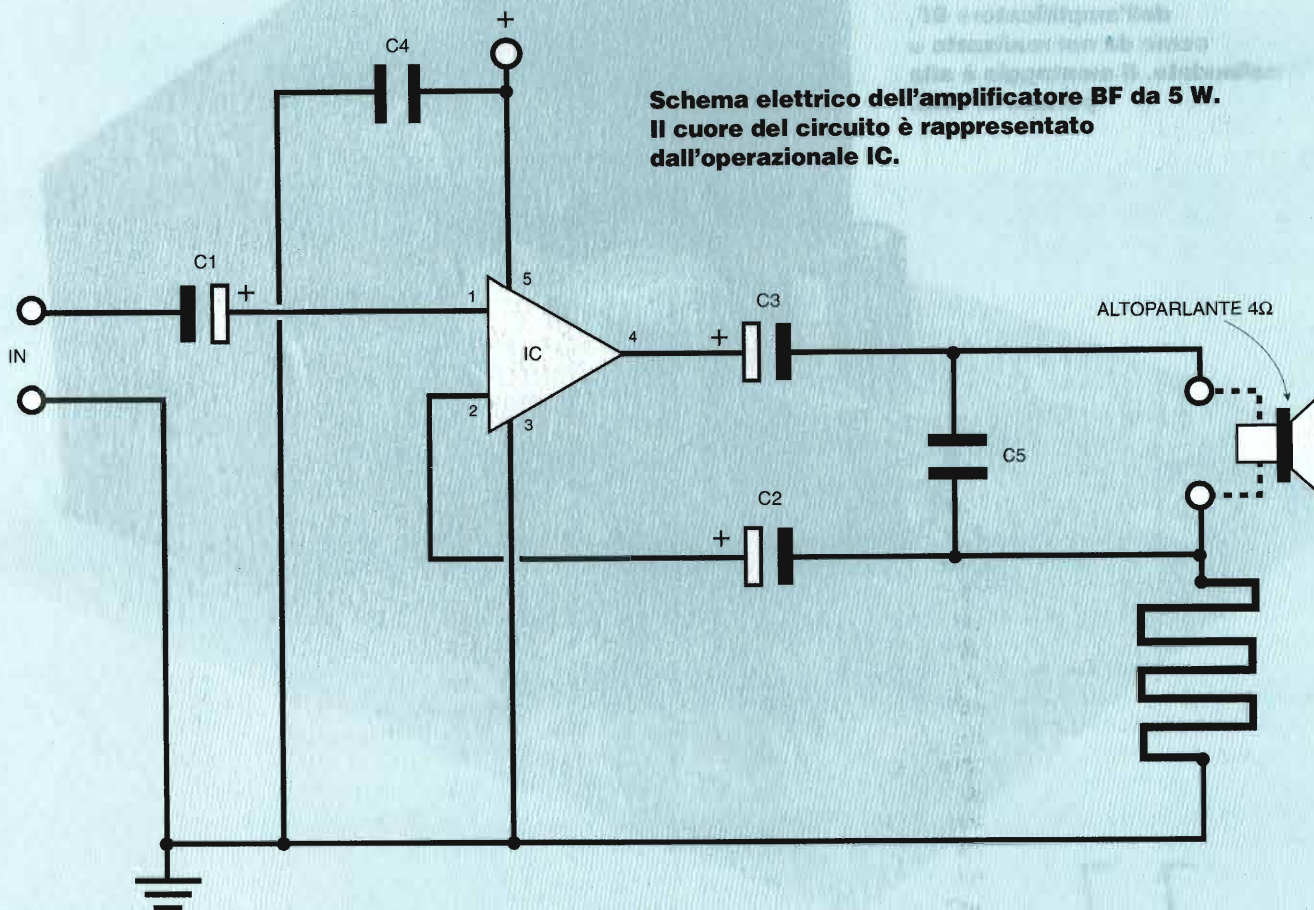 C4
+
Schema elettrico dell'amplificatore BF da 5 W.
Il cuore del circuito è rappresentato
dall'operazionale IC.
C1
+
IN
1
5
IC
4
2
3
+
C3
ALTOPARLANTE 4Ω
C5
C2
+